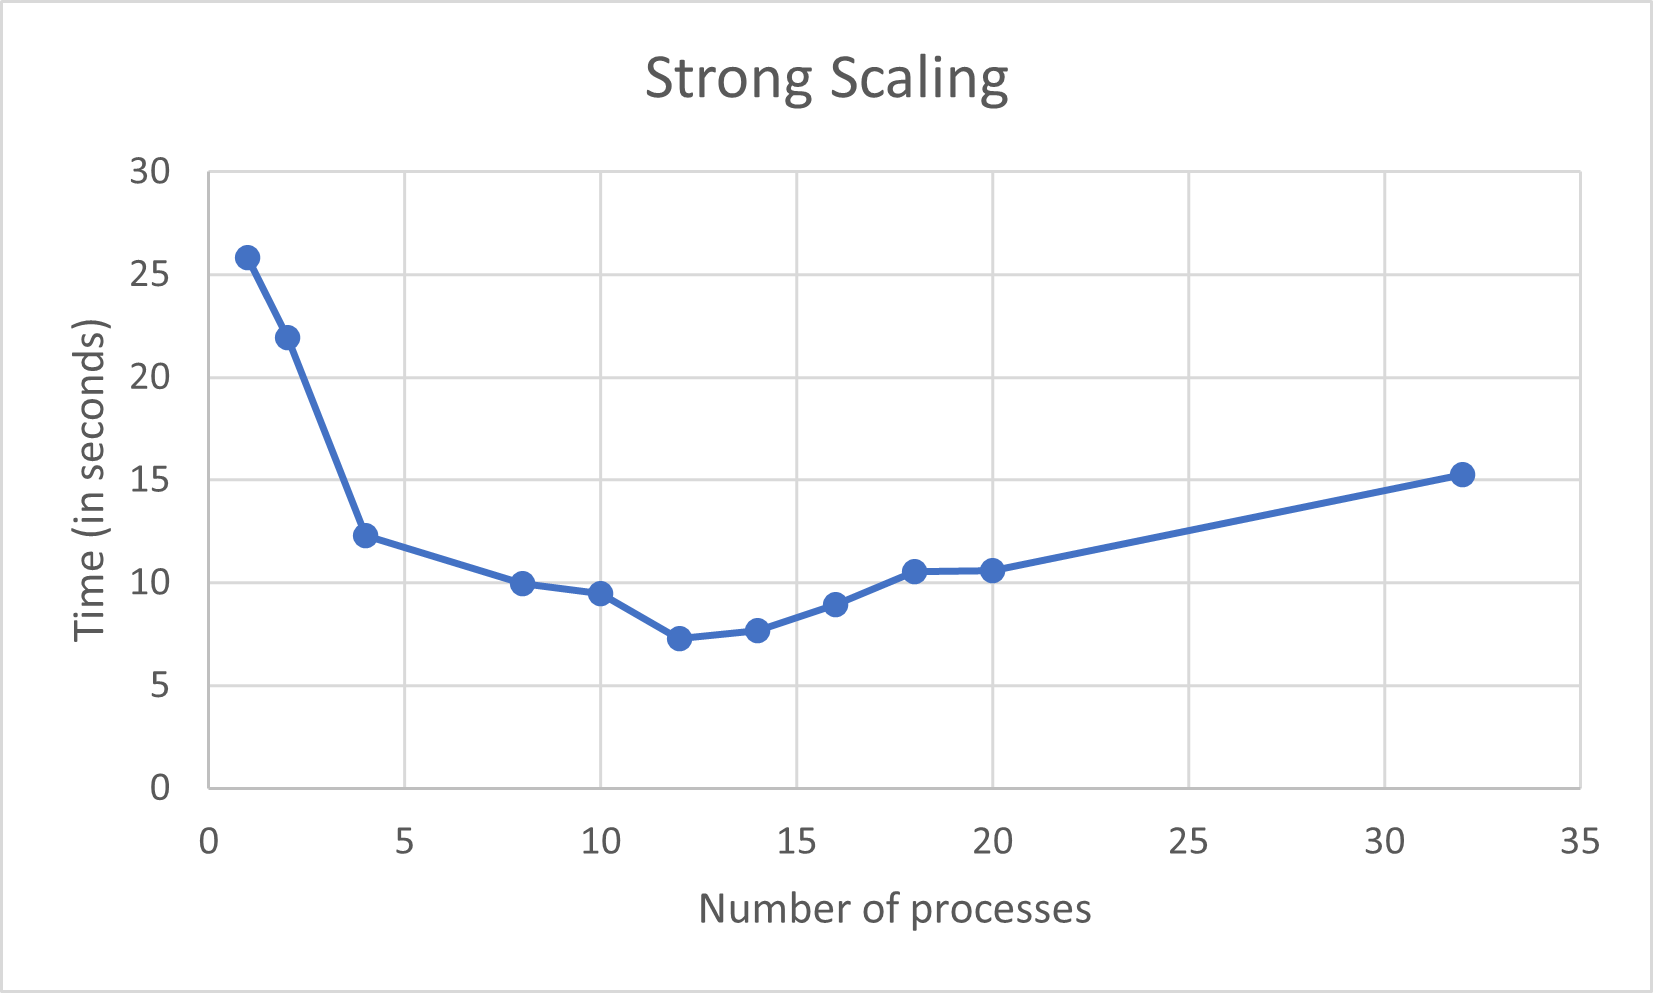 Strong Scaling
30
25
20
15
10
5
0
0 5 10 15 20 25 30 35
Time (in seconds)
Number of processes